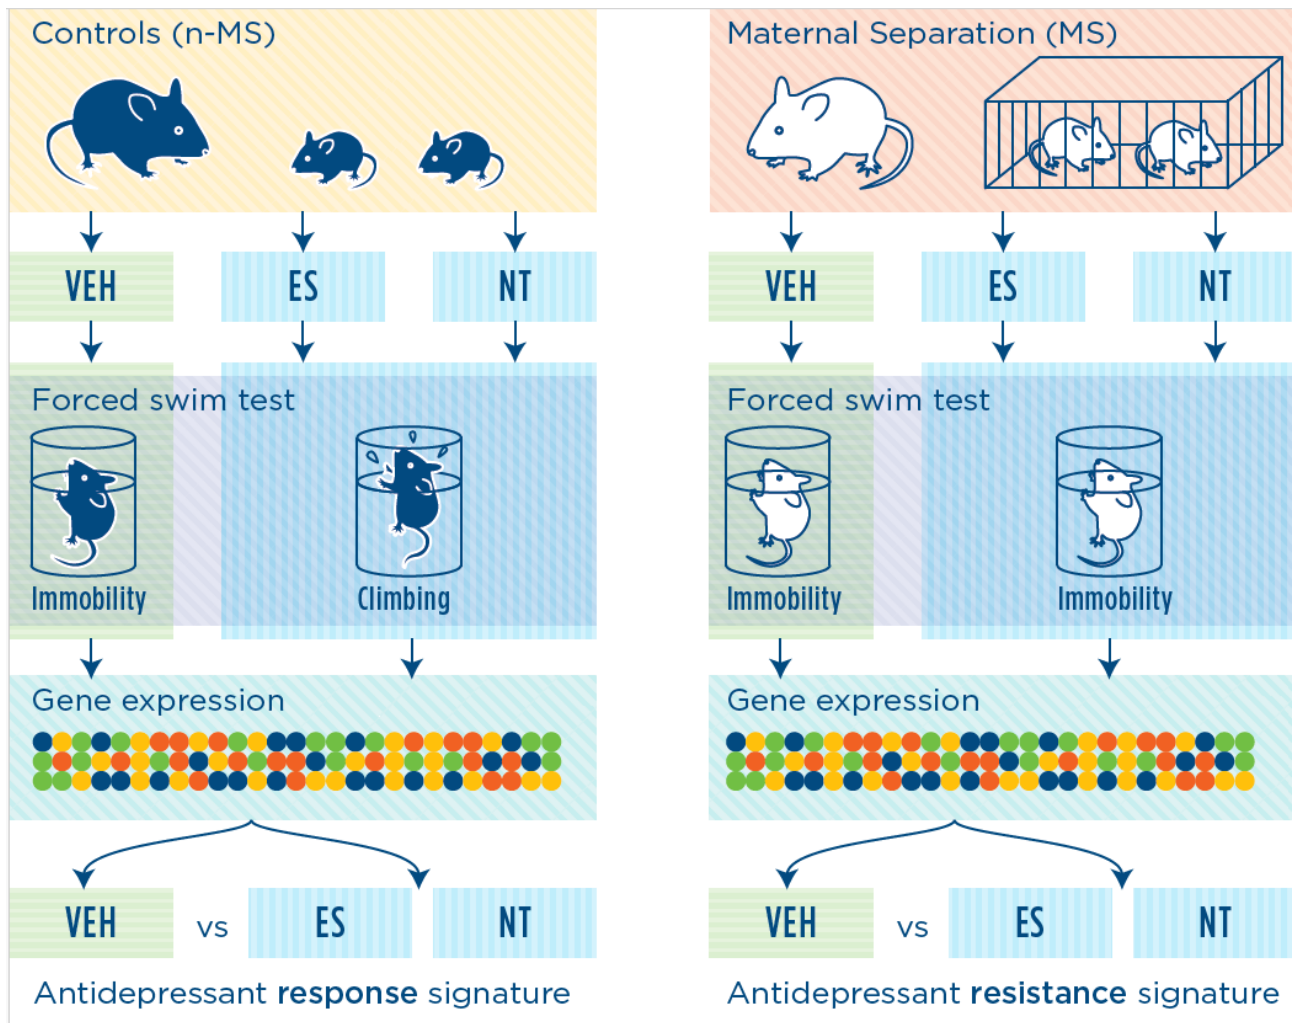 Controls (n-MS)
VEH
ES
NT
Forced swim test
Immobility
Climbing
Gene expression
VEH vs ES NT
Antidepressant response signature
Maternal Separation (MS)
VEH
ES
NT
Forced swim test
Immobility
Immobility
Gene expression
VEH vs ES NT
Antidepressant resistance signature